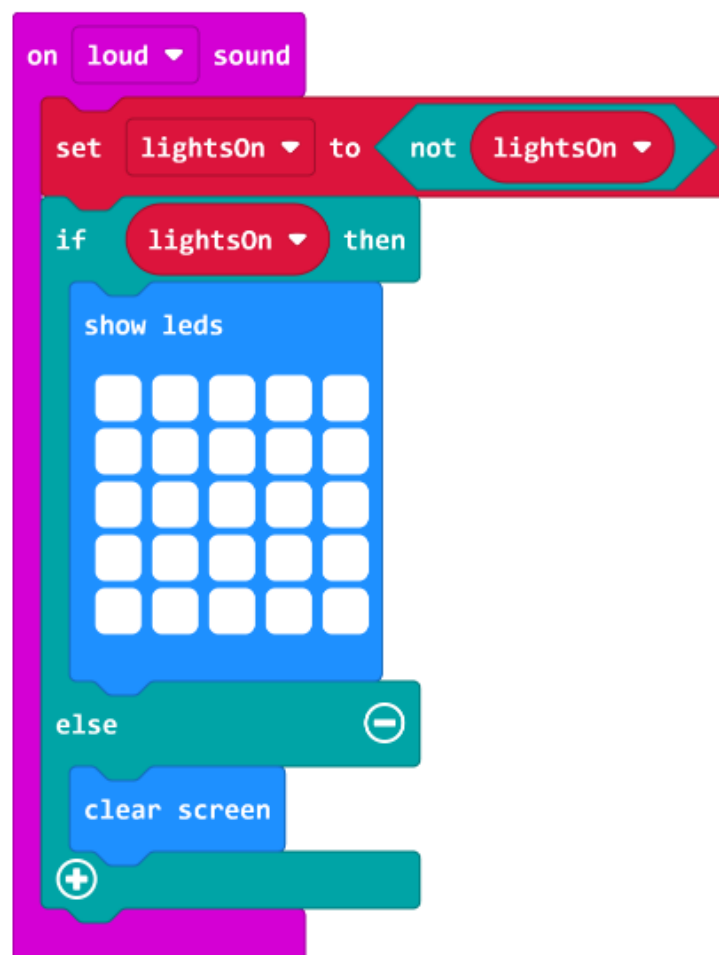 on loud sound
set lightsOn to not lightsOn
if lightsOn then
show leds
else
clear screen